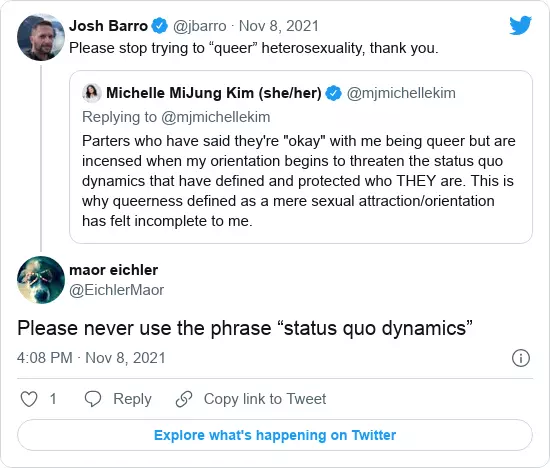 Josh Barro @jbarro · Nov 8, 2021
Please stop trying to “queer” heterosexuality, thank you.
Michelle MiJung Kim (she/her) @mjmichellekim
Replying to @mjmichellekim
Parters who have said they're "okay" with me being queer but are
incensed when my orientation begins to threaten the status quo
dynamics that have defined and protected who THEY are. This is
why queerness defined as a mere sexual attraction/orientation
has felt incomplete to me.
maor eichler
@EichlerMaor
Please never use the phrase “status quo dynamics”
4:08 PM · Nov 8, 2021
1 Reply Copy link to Tweet
Explore what's happening on Twitter